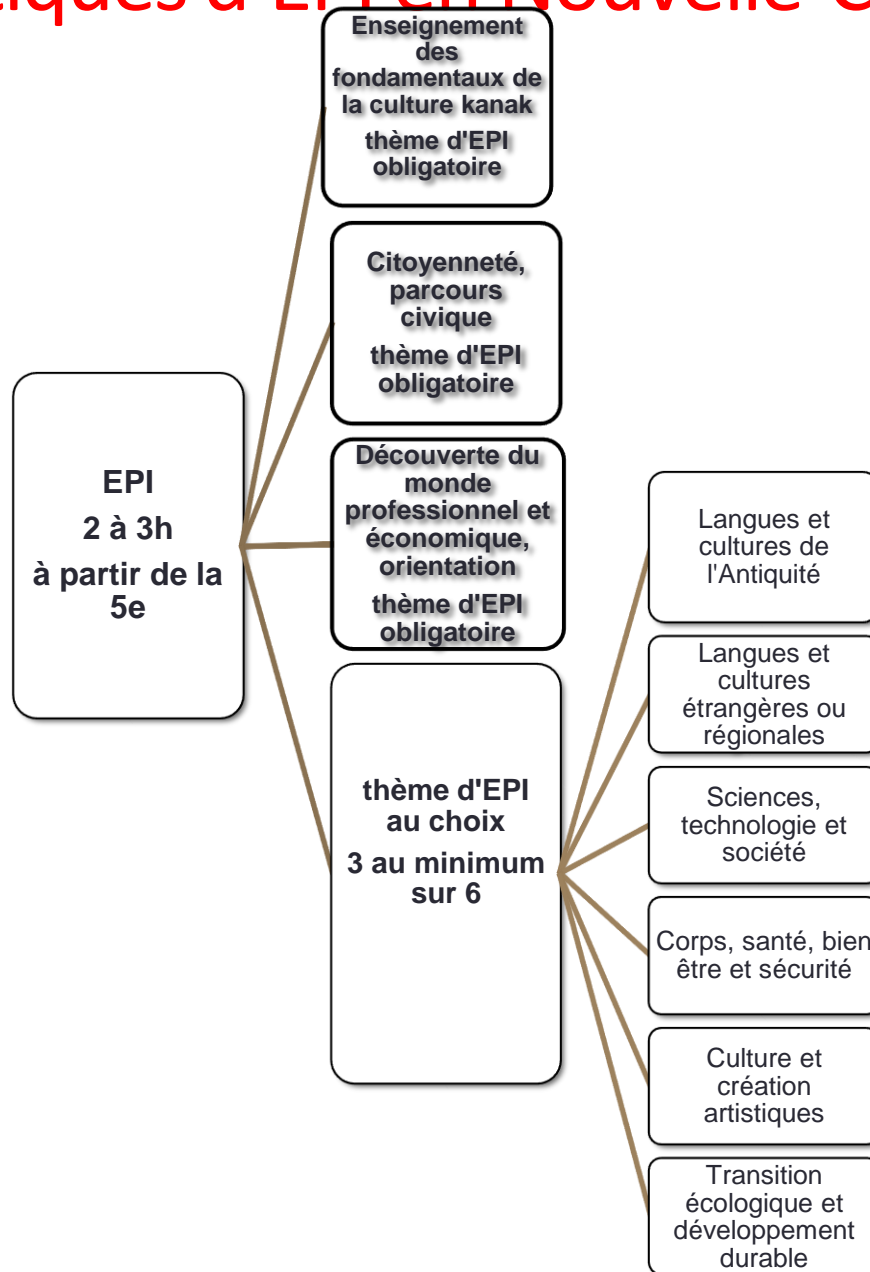 d'EPI en Nouvelle
Enseignement
des
fondamentaux de
la culture kanak
thème d'EPI
obligatoire
Citoyenneté,
parcours
civique
thème d'EPI
obligatoire
EPI
2 à 3h
à partir de la
5e
Découverte du
monde
professionnel et
économique,
orientation
thème d'EPI
obligatoire
thème d'EPI
au choix
3 au minimum
sur 6
Langues et
cultures de
l'Antiquité
Langues et
cultures
étrangères ou
régionales
Sciences,
technologie et
société
Corps, santé, bien
être et sécurité
Culture et
création
artistiques
Transition
écologique et
développement
durable